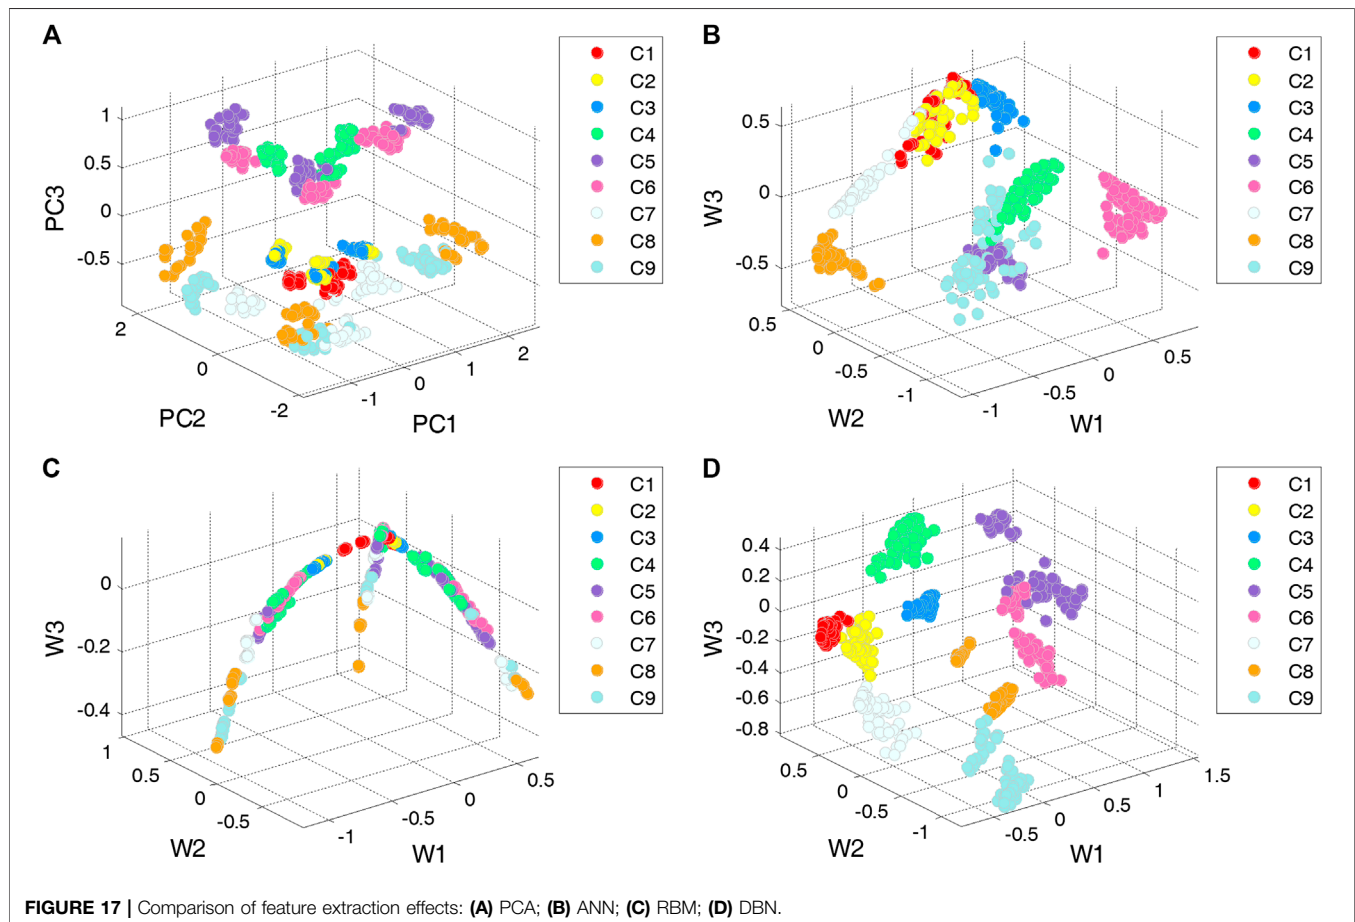 A
C1
C2
C3
C4
C5
C6
C7
C8
C9
PC3
1
0.5
0
-0.5
2
0
-2
PC2
-1
0
1
2
PC1
B
C1
C2
C3
C4
C5
C6
C7
C8
C9
W3
0.5
0
-0.5
0.5
0
-0.5
-1
W2
-1
-0.5
0
0.5
W1
C
C1
C2
C3
C4
C5
C6
C7
C8
C9
W3
0
-0.2
-0.4
1
0.5
0
-0.5
W2
-1
-0.5
0
0.5
W1
D
C1
C2
C3
C4
C5
C6
C7
C8
C9
W3
0.4
0.2
0
-0.2
-0.4
-0.6
-0.8
0.5
0
-0.5
-1
W2
-0.5
0
0.5
1
1.5
W1
FIGURE 17 | Comparison of feature extraction effects: (A) PCA; (B) ANN; (C) RBM; (D) DBN.